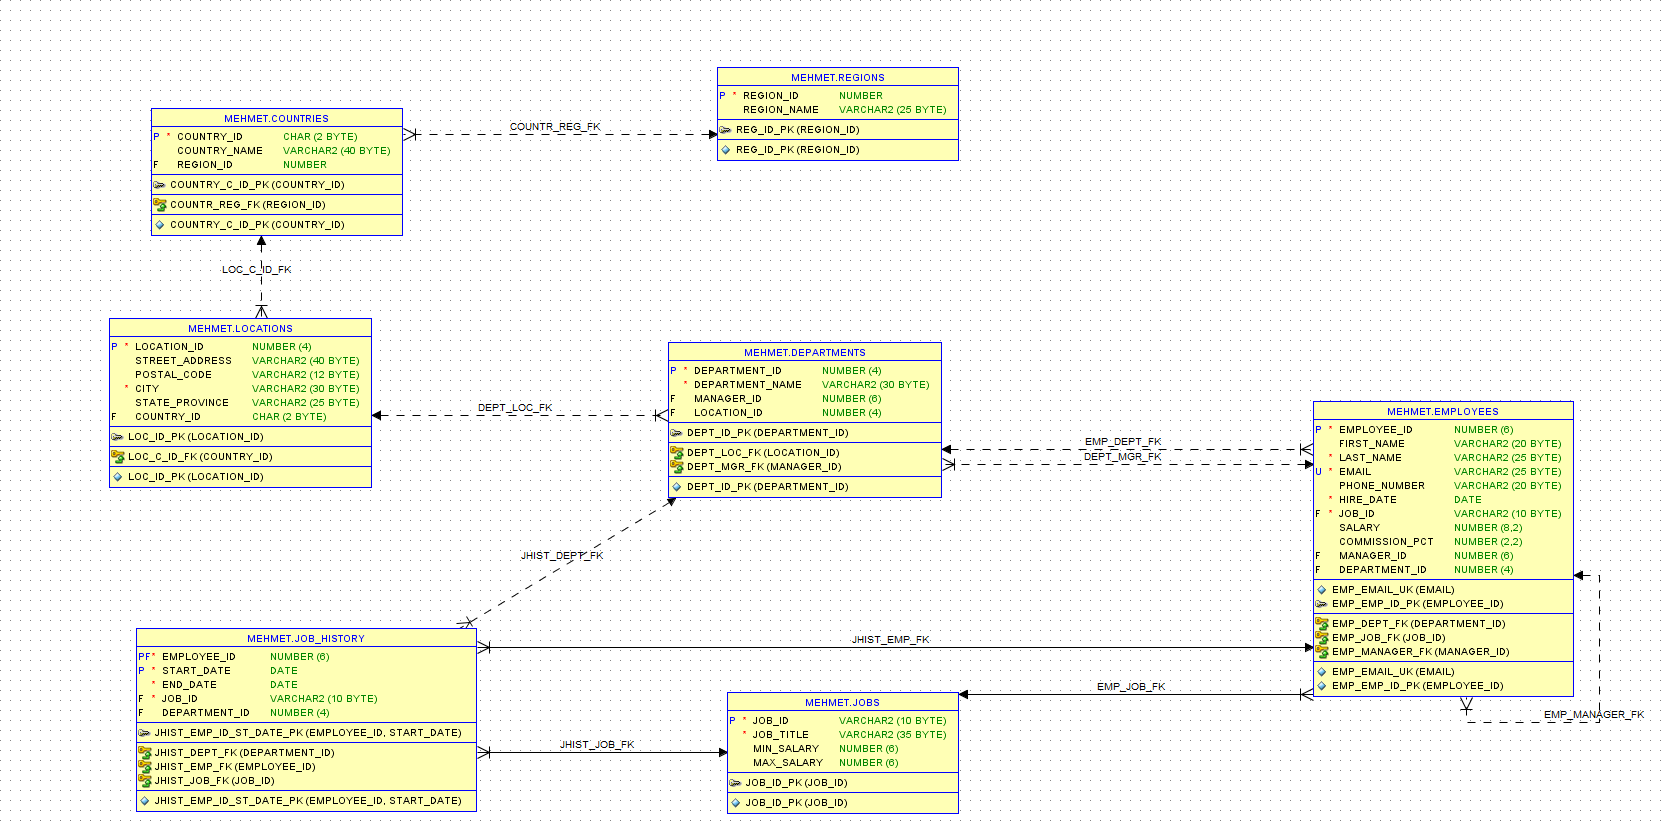 MEHMET.REGIONS
P * REGION_ID NUMBER
REGION_NAME VARCHAR2 (25 BYTE)
REG_ID_PK (REGION_ID)
REG_ID_PK (REGION_ID)
MEHMET.COUNTRIES
P * COUNTRY_ID CHAR (2 BYTE)
COUNTRY_NAME VARCHAR2 (40 BYTE)
F REGION_ID NUMBER
COUNTRY_C_ID_PK (COUNTRY_ID)
COUNTR_REG_FK (REGION_ID)
COUNTRY_C_ID_PK (COUNTRY_ID)
COUNTR_REG_FK
LOC_C_ID_FK
MEHMET.LOCATIONS
P * LOCATION_ID NUMBER (4)
STREET_ADDRESS VARCHAR2 (40 BYTE)
POSTAL_CODE VARCHAR2 (12 BYTE)
* CITY VARCHAR2 (30 BYTE)
STATE_PROVINCE VARCHAR2 (25 BYTE)
F COUNTRY_ID CHAR (2 BYTE)
LOC_ID_PK (LOCATION_ID)
LOC_C_ID_FK (COUNTRY_ID)
LOC_ID_PK (LOCATION_ID)
DEPT_LOC_FK
MEHMET.DEPARTMENTS
P * DEPARTMENT_ID NUMBER (4)
* DEPARTMENT_NAME VARCHAR2 (30 BYTE)
F MANAGER_ID NUMBER (6)
F LOCATION_ID NUMBER (4)
DEPT_ID_PK (DEPARTMENT_ID)
DEPT_LOC_FK (LOCATION_ID)
DEPT_MGR_FK (MANAGER_ID)
DEPT_ID_PK (DEPARTMENT_ID)
EMP_DEPT_FK
DEPT_MGR_FK
MEHMET.EMPLOYEES
P * EMPLOYEE_ID NUMBER (6)
FIRST_NAME VARCHAR2 (20 BYTE)
* LAST_NAME VARCHAR2 (25 BYTE)
U * EMAIL VARCHAR2 (25 BYTE)
PHONE_NUMBER VARCHAR2 (20 BYTE)
* HIRE_DATE DATE
F * JOB_ID VARCHAR2 (10 BYTE)
SALARY NUMBER (8,2)
COMMISSION_PCT NUMBER (2,2)
F MANAGER_ID NUMBER (6)
F DEPARTMENT_ID NUMBER (4)
EMP_EMAIL_UK (EMAIL)
EMP_EMP_ID_PK (EMPLOYEE_ID)
EMP_DEPT_FK (DEPARTMENT_ID)
EMP_JOB_FK (JOB_ID)
EMP_MANAGER_FK (MANAGER_ID)
EMP_EMAIL_UK (EMAIL)
EMP_EMP_ID_PK (EMPLOYEE_ID)
EMP_MANAGER_FK
JHIST_DEPT_FK
JHIST_EMP_FK
EMP_JOB_FK
JHIST_JOB_FK
MEHMET.JOB_HISTORY
PF* EMPLOYEE_ID NUMBER (6)
P * START_DATE DATE
* END_DATE DATE
F * JOB_ID VARCHAR2 (10 BYTE)
F DEPARTMENT_ID NUMBER (4)
JHIST_EMP_ID_ST_DATE_PK (EMPLOYEE_ID, START_DATE)
JHIST_DEPT_FK (DEPARTMENT_ID)
JHIST_EMP_FK (EMPLOYEE_ID)
JHIST_JOB_FK (JOB_ID)
JHIST_EMP_ID_ST_DATE_PK (EMPLOYEE_ID, START_DATE)
MEHMET.JOBS
P * JOB_ID VARCHAR2 (10 BYTE)
* JOB_TITLE VARCHAR2 (35 BYTE)
MIN_SALARY NUMBER (6)
MAX_SALARY NUMBER (6)
JOB_ID_PK (JOB_ID)
JOB_ID_PK (JOB_ID)